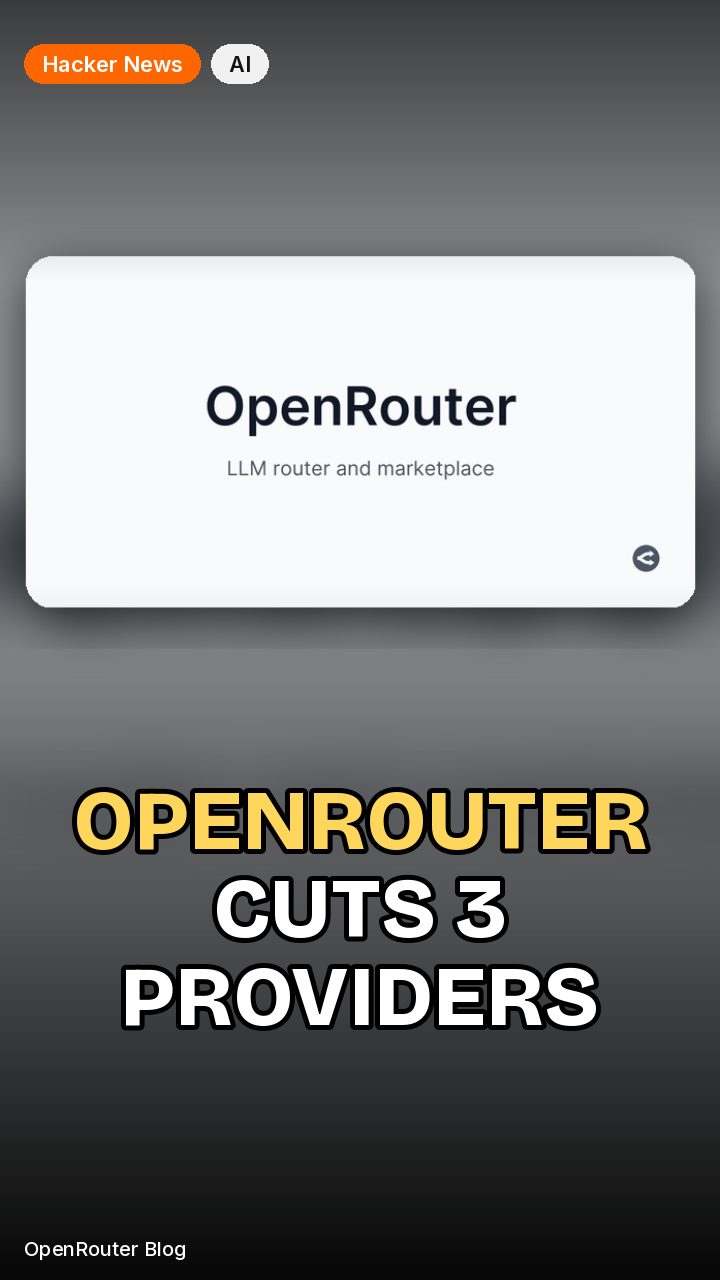 Hacker News AI
OpenRouter
LLM router and marketplace
OPENROUTER
CUTS 3
PROVIDERS
OpenRouter Blog